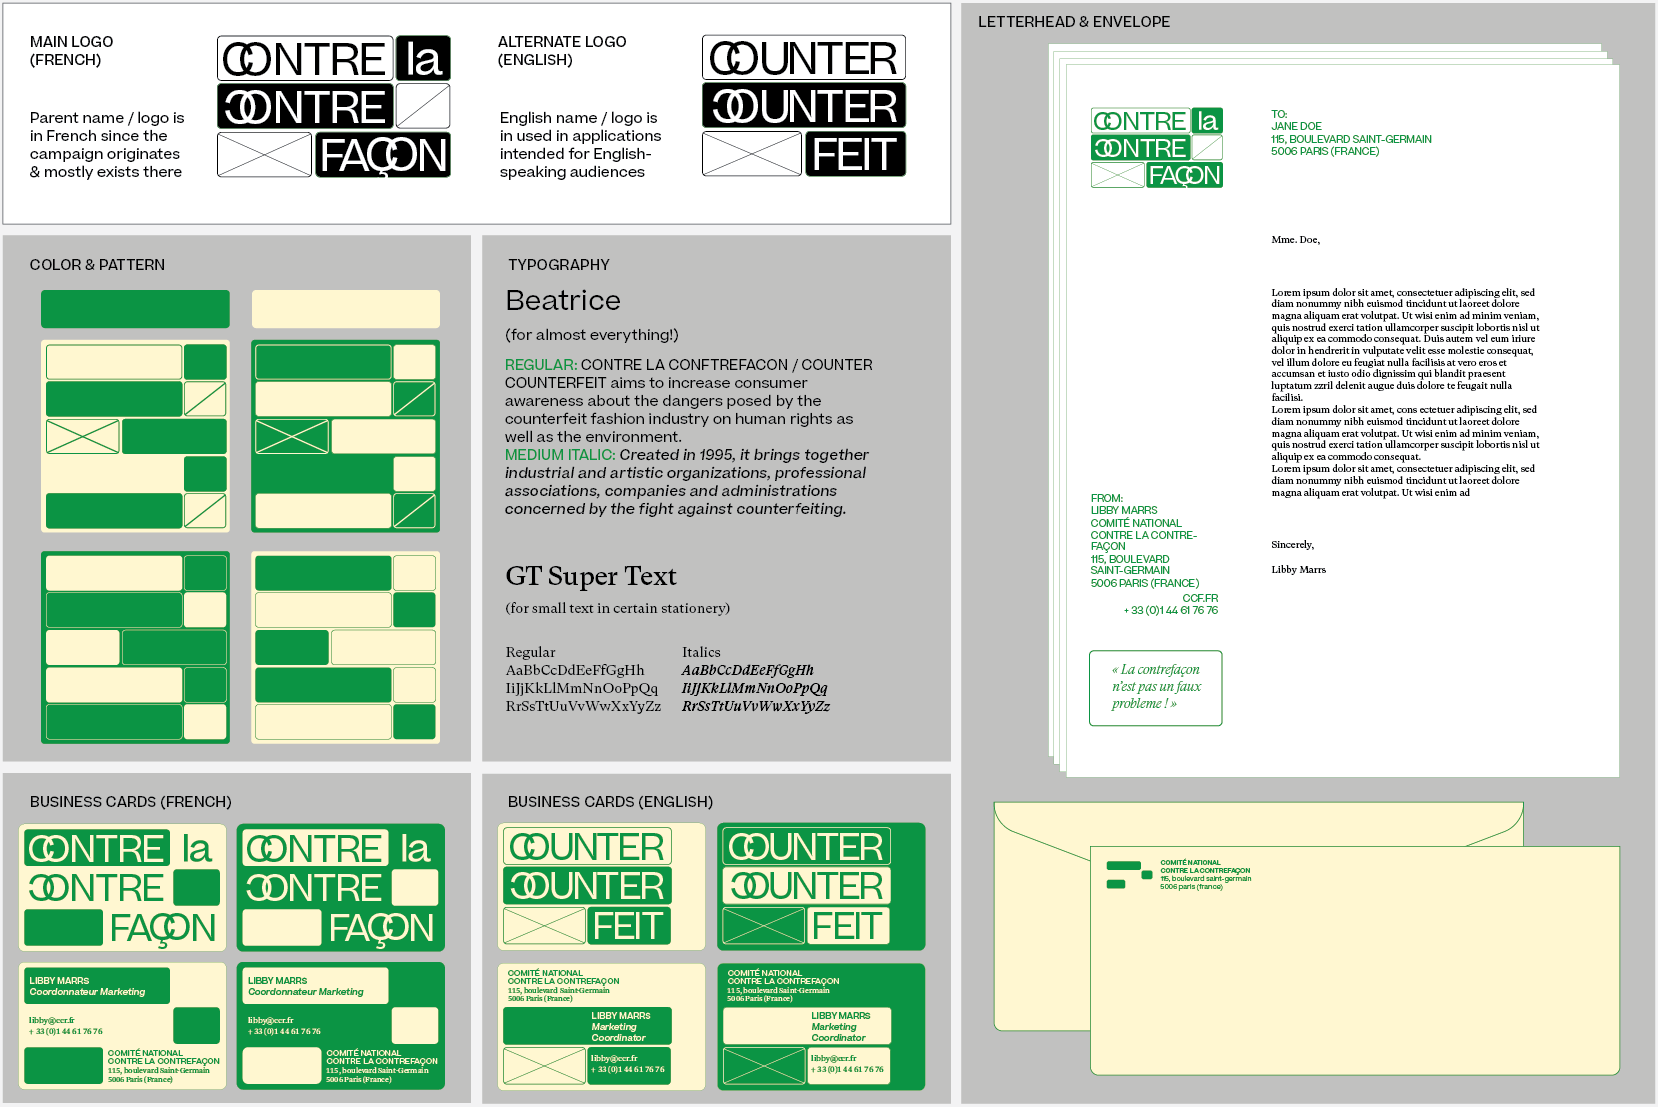 MAIN LOGO
(FRENCH)
Parent name / logo is
in French since the
campaign originates
& mostly exists there
CONTRE la
CONTRE
FAÇON
ALTERNATE LOGO
(ENGLISH)
English name / logo is
in used in applications
intended for English-
speaking audiences
COUNTER
COUNTER
FEIT
COLOR & PATTERN
TYPOGRAPHY
Beatrice
(for almost everything!)
REGULAR: CONTRE LA CONFTREFACON / COUNTER
COUNTERFEIT aims to increase consumer
awareness about the dangers posed by the
counterfeit fashion industry on human rights as
well as the environment.
MEDIUM ITALIC: Created in 1995, it brings together
industrial and artistic organizations, professional
associations, companies and administrations
concerned by the fight against counterfeiting.
GT Super Text
(for small text in certain stationery)
Regular
AaBbCcDdEeFfGgHh
IiJjKkLlMmNnOoPpQq
RrSsTtUuVvWwXxYyZz
Italics
AaBbCcDdEeFfGgHh
IiJjKkLlMmNnOoPpQq
RrSsTtUuVvWwXxYyZz
BUSINESS CARDS (FRENCH)
CONTRE la
CONTRE
FAÇON
CONTRE la
CONTRE
FAÇON
LIBBY MARRS
Coordonnateur Marketing
libby@ccr.fr
+ 33 (0)1 44 61 76 76
COMITÉ NATIONAL
CONTRE LA CONTREFAÇON
115, boulevard Saint-Germain
5006 Paris (France)
LIBBY MARRS
Coordonnateur Marketing
libby@ccr.fr
+ 33 (0)1 44 61 76 76
COMITÉ NATIONAL
CONTRE LA CONTREFAÇON
115, boulevard Saint-Germain
5006 Paris (France)
BUSINESS CARDS (ENGLISH)
COUNTER
COUNTER
FEIT
COUNTER
COUNTER
FEIT
COMITÉ NATIONAL
CONTRE LA CONTREFAÇON
115, boulevard Saint-Germain
5006 Paris (France)
LIBBY MARRS
Marketing
Coordinator
libby@ccr.fr
+ 33 (0)1 44 61 76 76
COMITÉ NATIONAL
CONTRE LA CONTREFAÇON
115, boulevard Saint-Germain
5006 Paris (France)
LIBBY MARRS
Marketing
Coordinator
libby@ccr.fr
+ 33 (0)1 44 61 76 76
LETTERHEAD & ENVELOPE
CONTRE la
CONTRE
FAÇON
TO:
JANE DOE
115, BOULEVARD SAINT-GERMAIN
5006 PARIS (FRANCE)
Mme. Doe,
Lorem ipsum dolor sit amet, consectetuer adipiscing elit, sed
diam nonummy nibh euismod tincidunt ut laoreet dolore
magna aliquam erat volutpat. Ut wisi enim ad minim veniam,
quis nostrud exerci tation ullamcorper suscipit lobortis nisl ut
aliquip ex ea commodo consequat. Duis autem vel eum iriure
dolor in hendrerit in vulputate velit esse molestie consequat,
vel illum dolore eu feugiat nulla facilisis at vero eros et
accumsan et iusto odio dignissim qui blandit praesent
luptatum zzril delenit augue duis dolore te feugait nulla
facilisi.
Lorem ipsum dolor sit amet, cons ectetuer adipiscing elit, sed
diam nonummy nibh euismod tincidunt ut laoreet dolore
magna aliquam erat volutpat. Ut wisi enim ad minim veniam,
quis nostrud exerci tation ullamcorper suscipit lobortis nisl ut
aliquip ex ea commodo consequat.
Lorem ipsum dolor sit amet, consectetuer adipiscing elit, sed
diam nonummy nibh euismod tincidunt ut laoreet dolore
magna aliquam erat volutpat. Ut wisi enim ad
Sincerely,
Libby Marrs
FROM:
LIBBY MARRS
COMITÉ NATIONAL
CONTRE LA CONTRE-
FAÇON
115, BOULEVARD
SAINT-GERMAIN
5006 PARIS (FRANCE)
CCF.FR
+ 33 (0)1 44 61 76 76
« La contrefaçon
n'est pas un faux
probleme ! »
COMITÉ NATIONAL
CONTRE LA CONTREFAÇON
115, boulevard saint-germain
5006 paris (france)